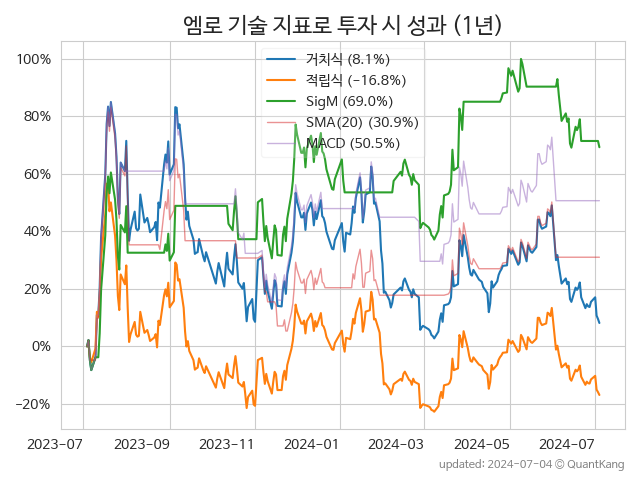 엠로 기술 지표로 투자 시 성과 (1년)
100%
80%
60%
40%
20%
0%
−20%
거치식 (8.1%)
적립식 (−16.8%)
SigM (69.0%)
SMA(20) (30.9%)
MACD (50.5%)
2023-07 2023-09 2023-11 2024-01 2024-03 2024-05 2024-07
updated: 2024-07-04 © QuantKang